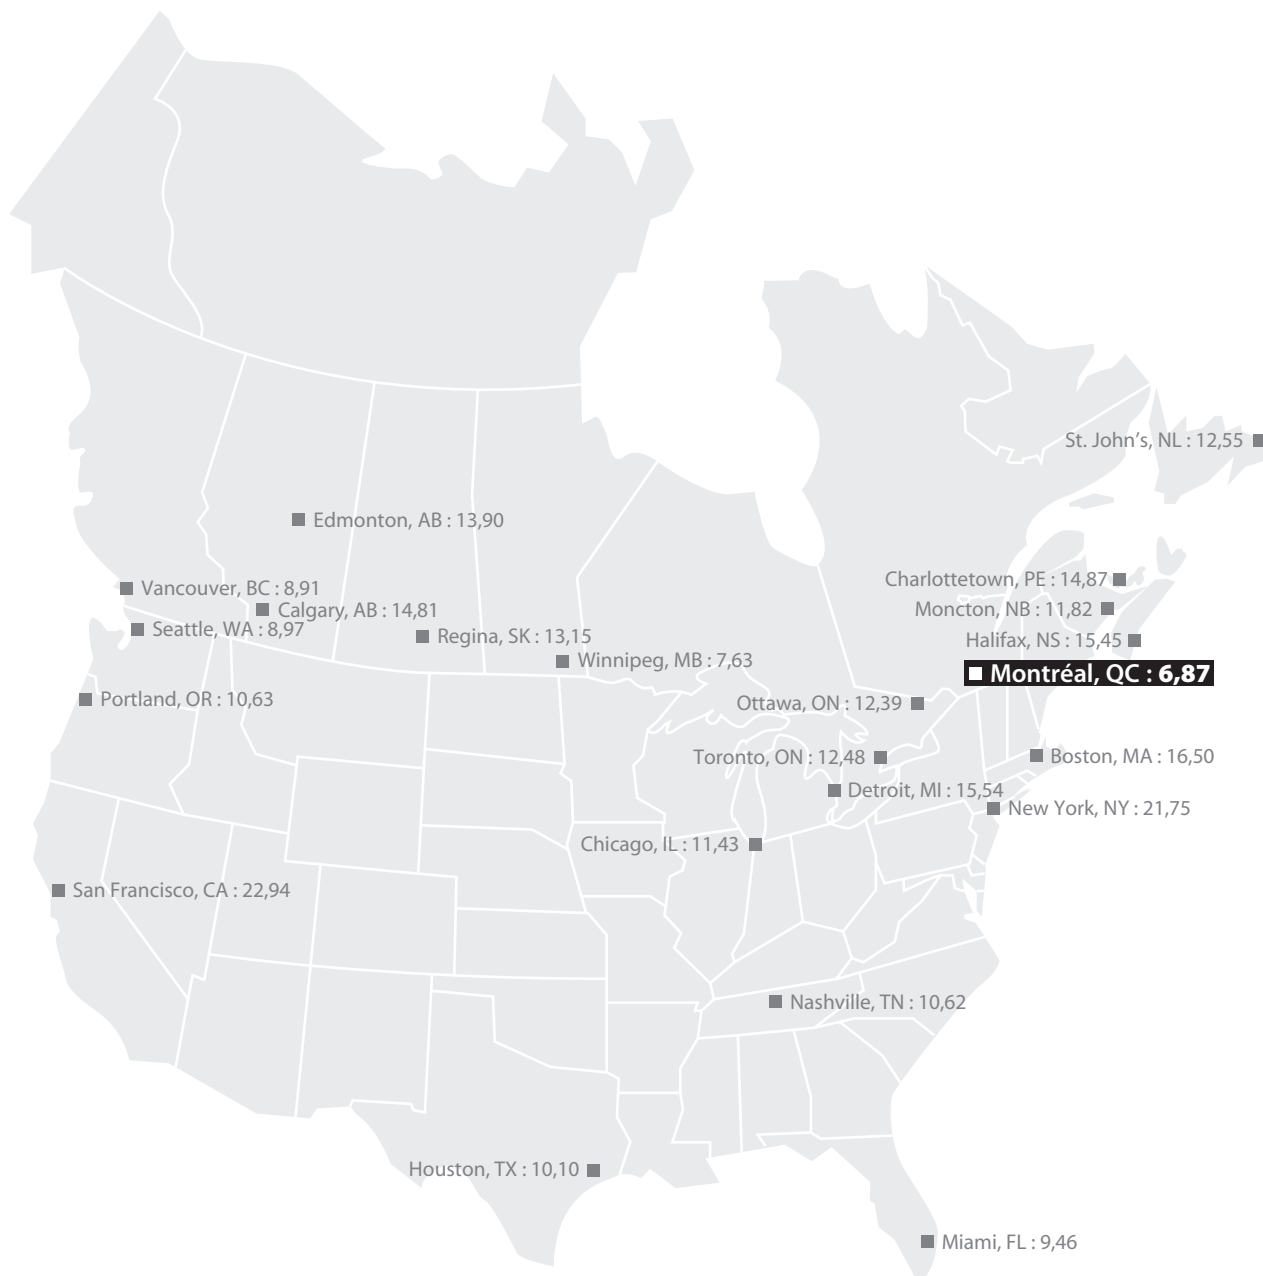 St. John’s, NL : 12,55
Edmonton, AB : 13,90
Charlottetown, PE : 14,87
Vancouver, BC : 8,91
Calgary, AB : 14,81
Moncton, NB : 11,82
Seattle, WA : 8,97
Regina, SK : 13,15
Halifax, NS : 15,45
Winnipeg, MB : 7,63
Montréal, QC : 6,87
Portland, OR : 10,63
Ottawa, ON : 12,39
Toronto, ON : 12,48
Boston, MA : 16,50
Detroit, MI : 15,54
New York, NY : 21,75
Chicago, IL : 11,43
San Francisco, CA : 22,94
Nashville, TN : 10,62
Houston, TX : 10,10
Miami, FL : 9,46